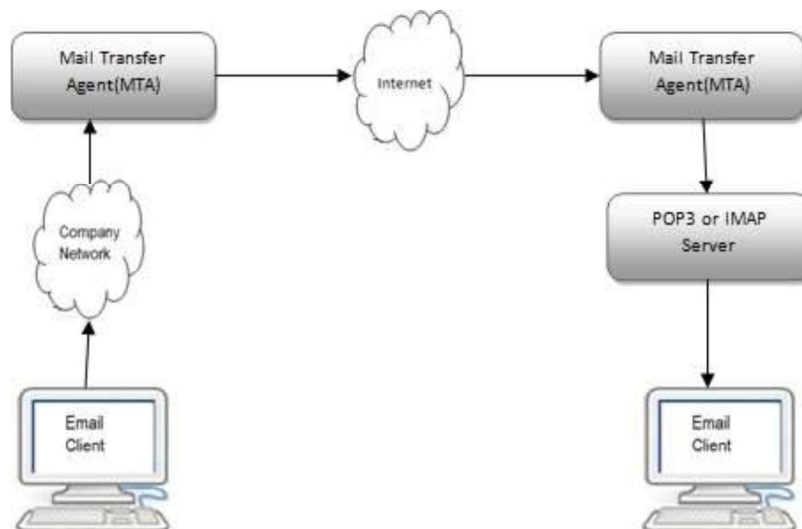 Mail Transfer
Agent(MTA)
Internet
Mail Transfer
Agent(MTA)
Company
Network
POP3 or IMAP
Server
Email
Client
Email
Client